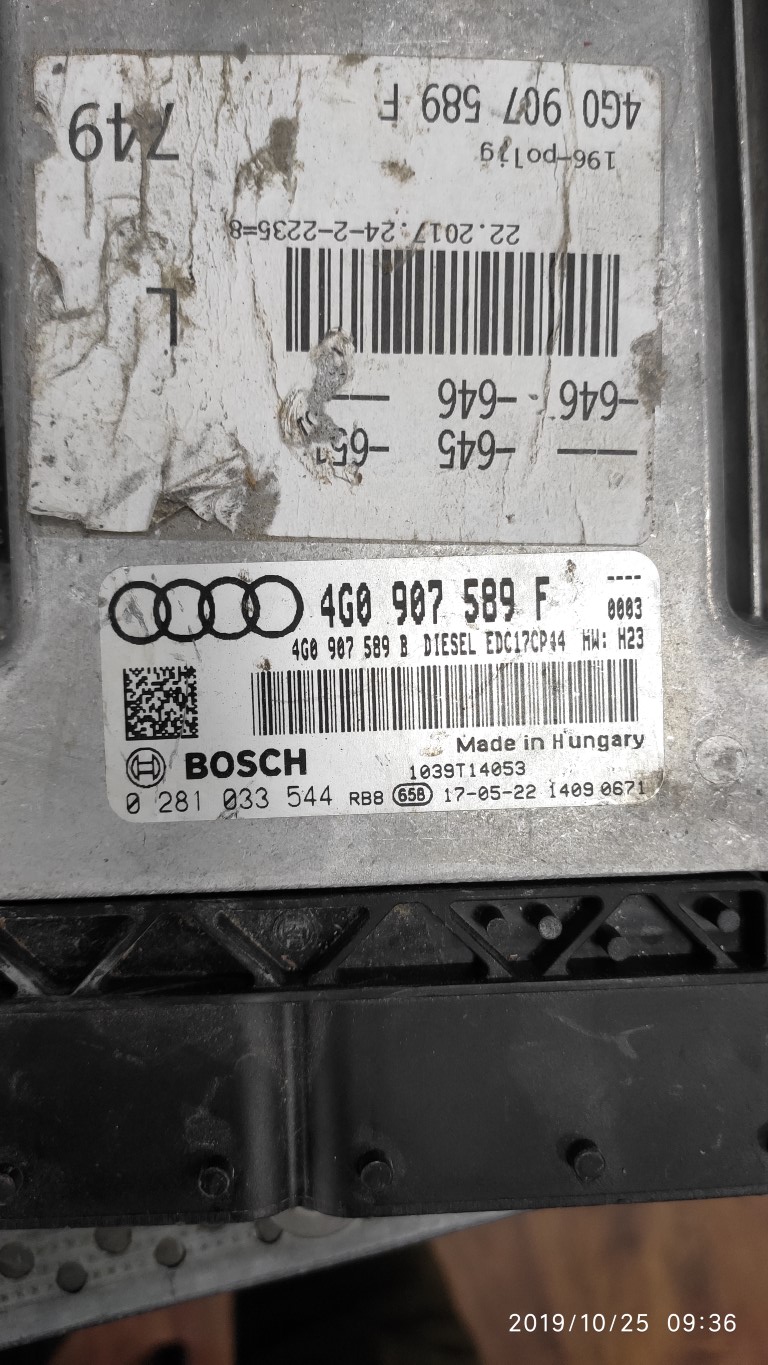 4G0 907 589 F
749
196-polig
22.2017.24-2-2235=8
L
-646 -646 —
— -645
4G0 907 589 F
----
0003
4G0 907 589 B DIESEL EDC17CP44 HW: H23
Made in Hungary
BOSCH
1039T14053
0 281 033 544 RB8 658 17-05-22 1409 0671
2019/10/25 09:36